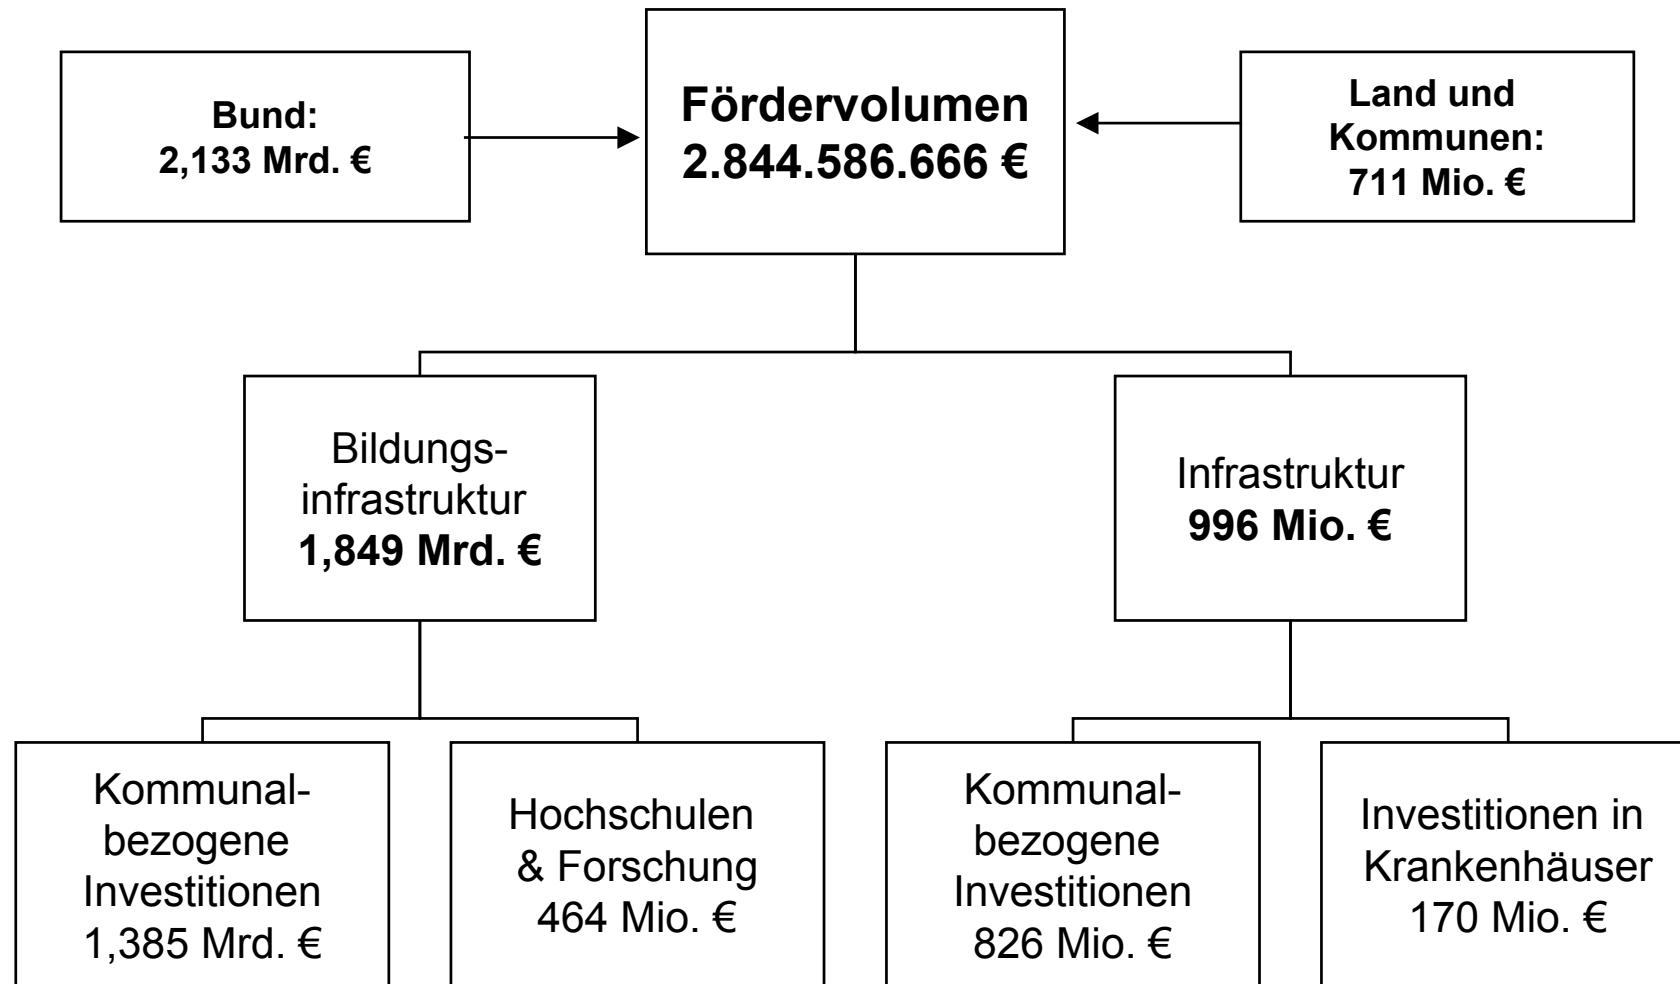 Bund:
2,133 Mrd. €
Fördervolumen
2.844.586.666 €
Land und
Kommunen:
711 Mio. €
Bildungs-
infrastruktur
1,849 Mrd. €
Infrastruktur
996 Mio. €
Kommunal-
bezogene
Investitionen
1,385 Mrd. €
Hochschulen
& Forschung
464 Mio. €
Kommunal-
bezogene
Investitionen
826 Mio. €
Investitionen in
Krankenhäuser
170 Mio. €